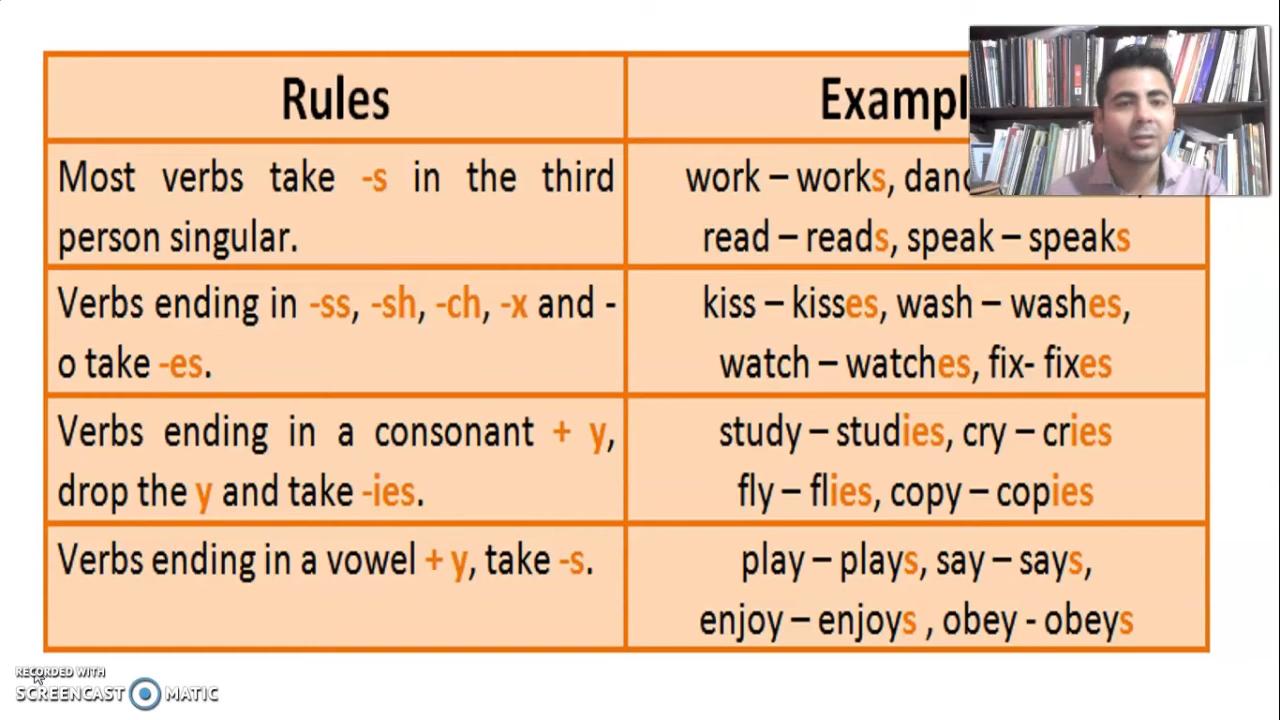 Rules
Exampl
Most verbs take -s in the third
person singular.
work – works, danc
read – reads, speak – speaks
Verbs ending in -ss, -sh, -ch, -x and -
o take -es.
kiss – kisses, wash – washes,
watch – watches, fix- fixes
Verbs ending in a consonant + y,
drop the y and take -ies.
study – studies, cry – cries
fly – flies, copy – copies
Verbs ending in a vowel + y, take -s.
play – plays, say – says,
enjoy – enjoys , obey - obeys
RECORDED WITH
SCREENCAST MATIC